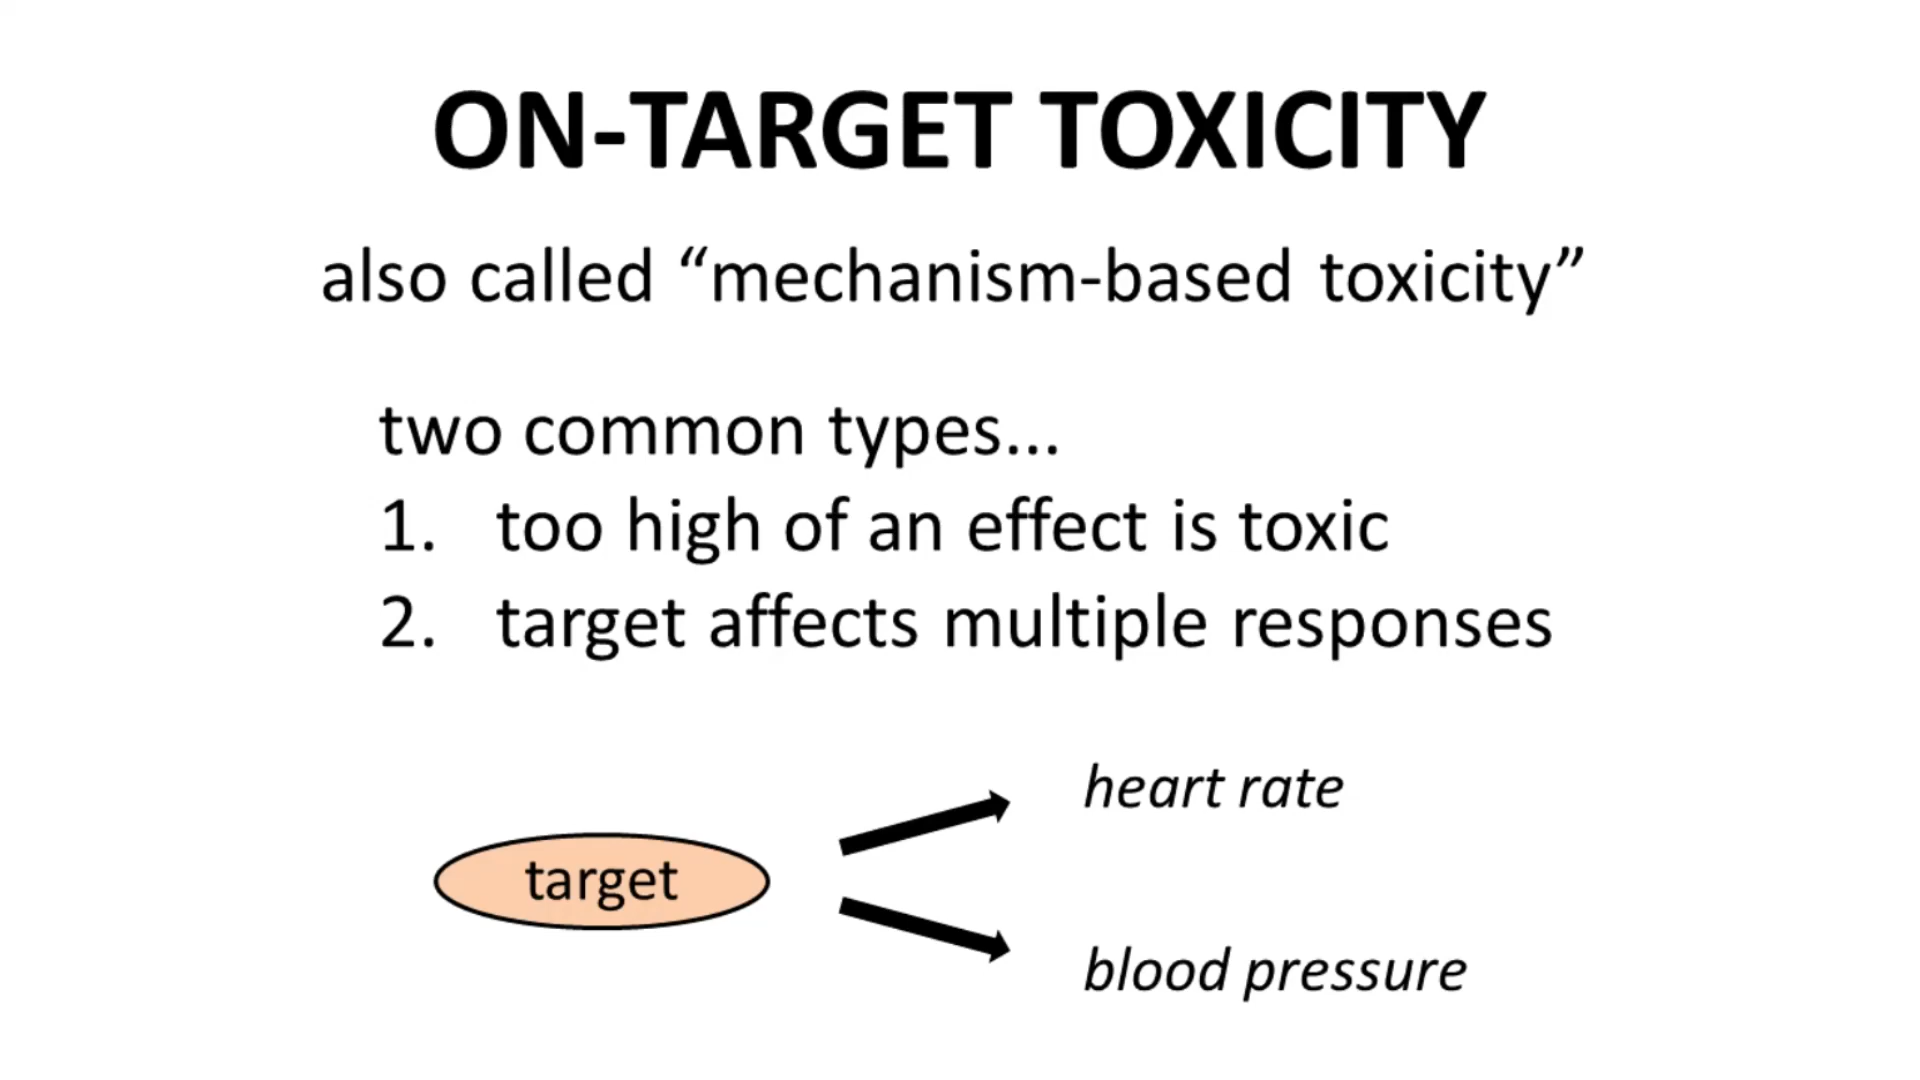 ON-TARGET TOXICITY
also called “mechanism-based toxicity”
two common types...
1. too high of an effect is toxic
2. target affects multiple responses
heart rate
target
blood pressure